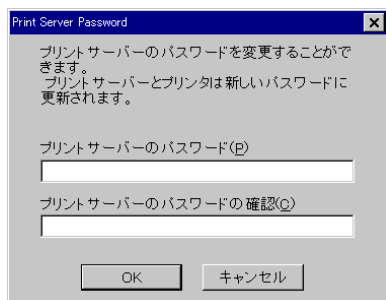 Print Server Password
プリントサーバーのパスワードを変更することがで
きます。
プリントサーバーとプリンタは新しいパスワードに
更新されます。
プリントサーバーのパスワード(P)
プリントサーバーのパスワードの確認(C)
OK キャンセル